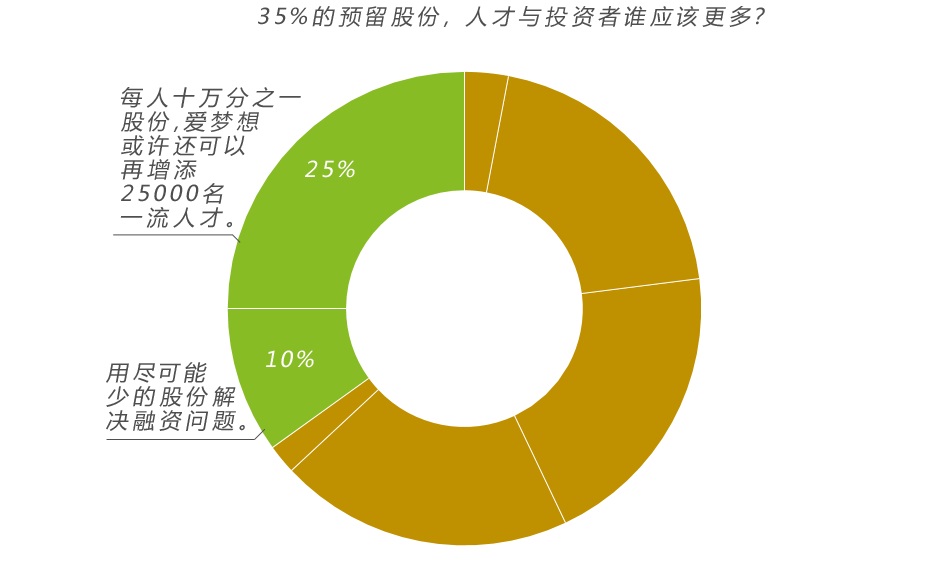 35%的预留股份, 人才与投资者谁应该更多?
每人十万分之一
股份,爱梦想
或许还可以
再增添
25000名
一流人才。
25%
10%
用尽可能
少的股份解
决融资问题。